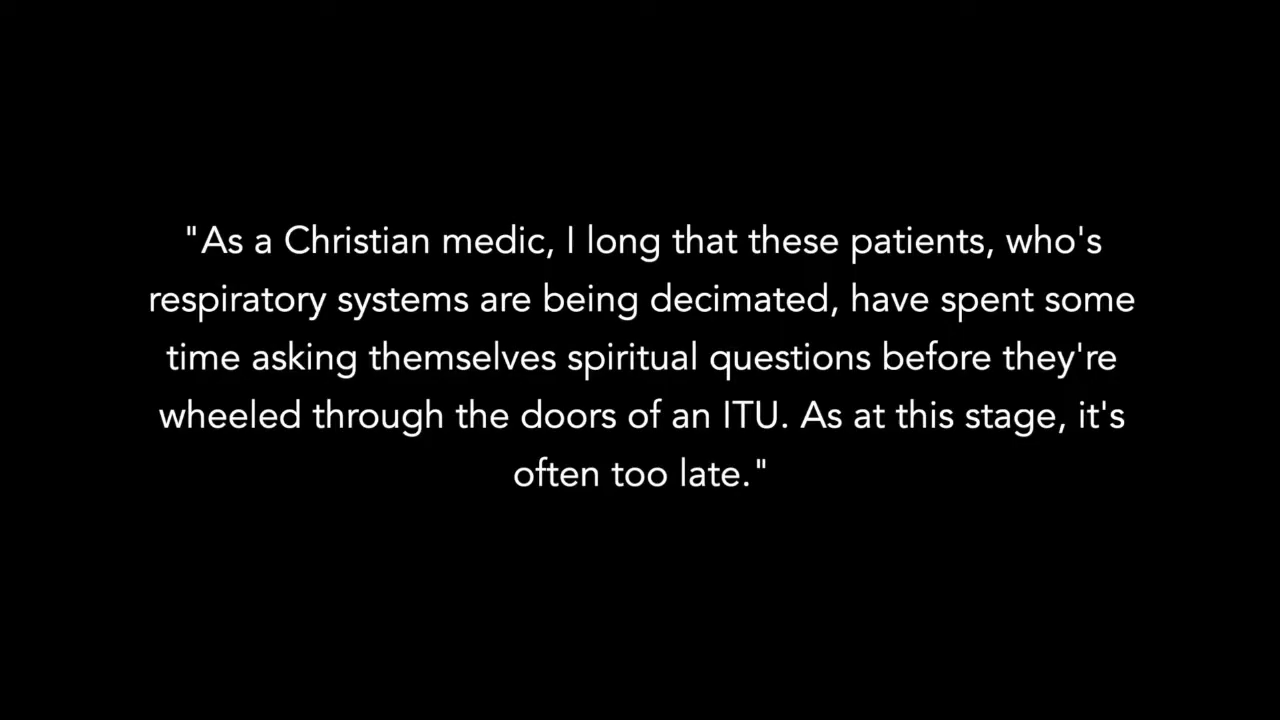 "As a Christian medic, I long that these patients, who's
respiratory systems are being decimated, have spent some
time asking themselves spiritual questions before they're
wheeled through the doors of an ITU. As at this stage, it's
often too late."